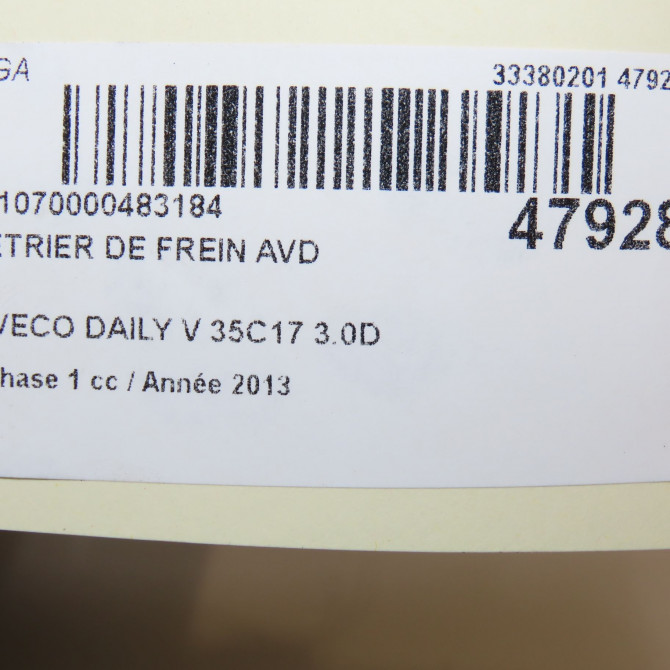 GA 33380201 4792
1070000483184
47928
ETRIER DE FREIN AVD
VECO DAILY V 35C17 3.0D
hase 1 cc / Année 2013